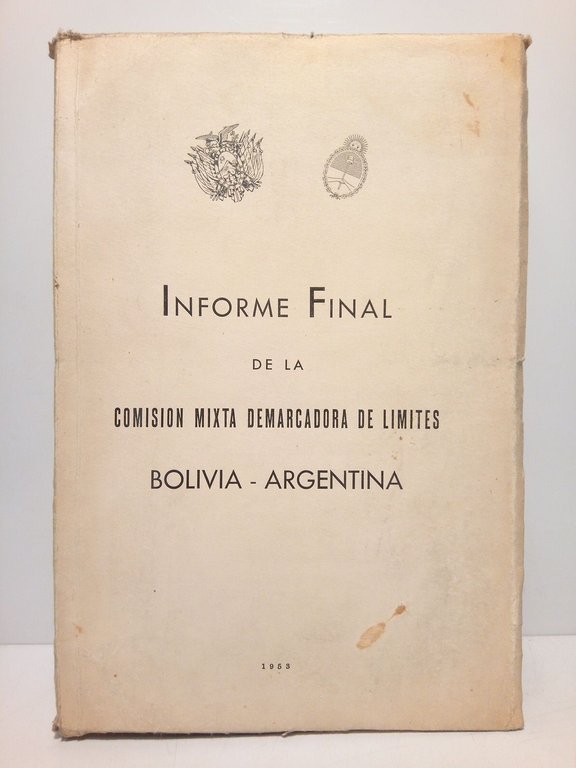 INFORME FINAL
DE LA
COMISION MIXTA DEMARCADORA DE LIMITES
BOLIVIA - ARGENTINA
1953